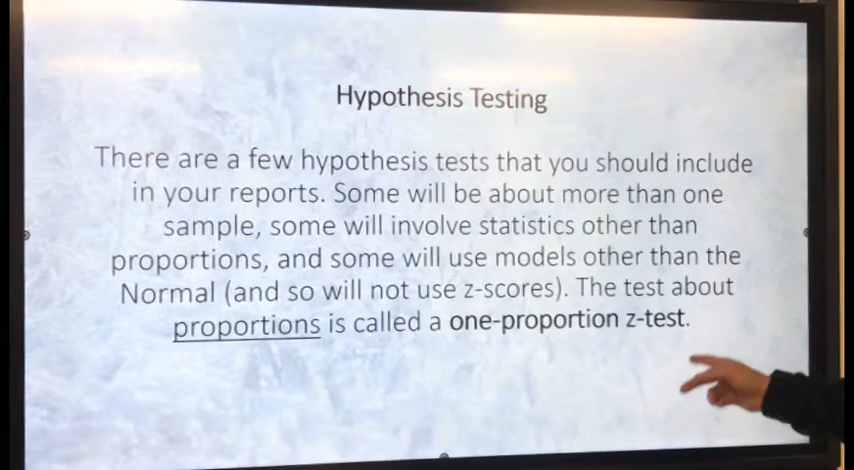 Hypothesis Testing
There are a few hypothesis tests that you should include
in your reports. Some will be about more than one
sample, some will involve statistics other than
proportions, and some will use models other than the
Normal (and so will not use z-scores). The test about
proportions is called a one-proportion z-test.